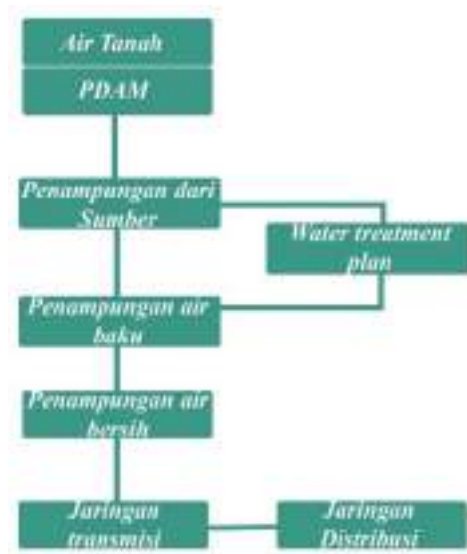 Air Tanah
PDAM
Penampungan dari
Sumber
Water treatment
plan
Penampungan air
baku
Penampungan air
bersih
Jaringan
transmisi
Jaringan
Distribusi